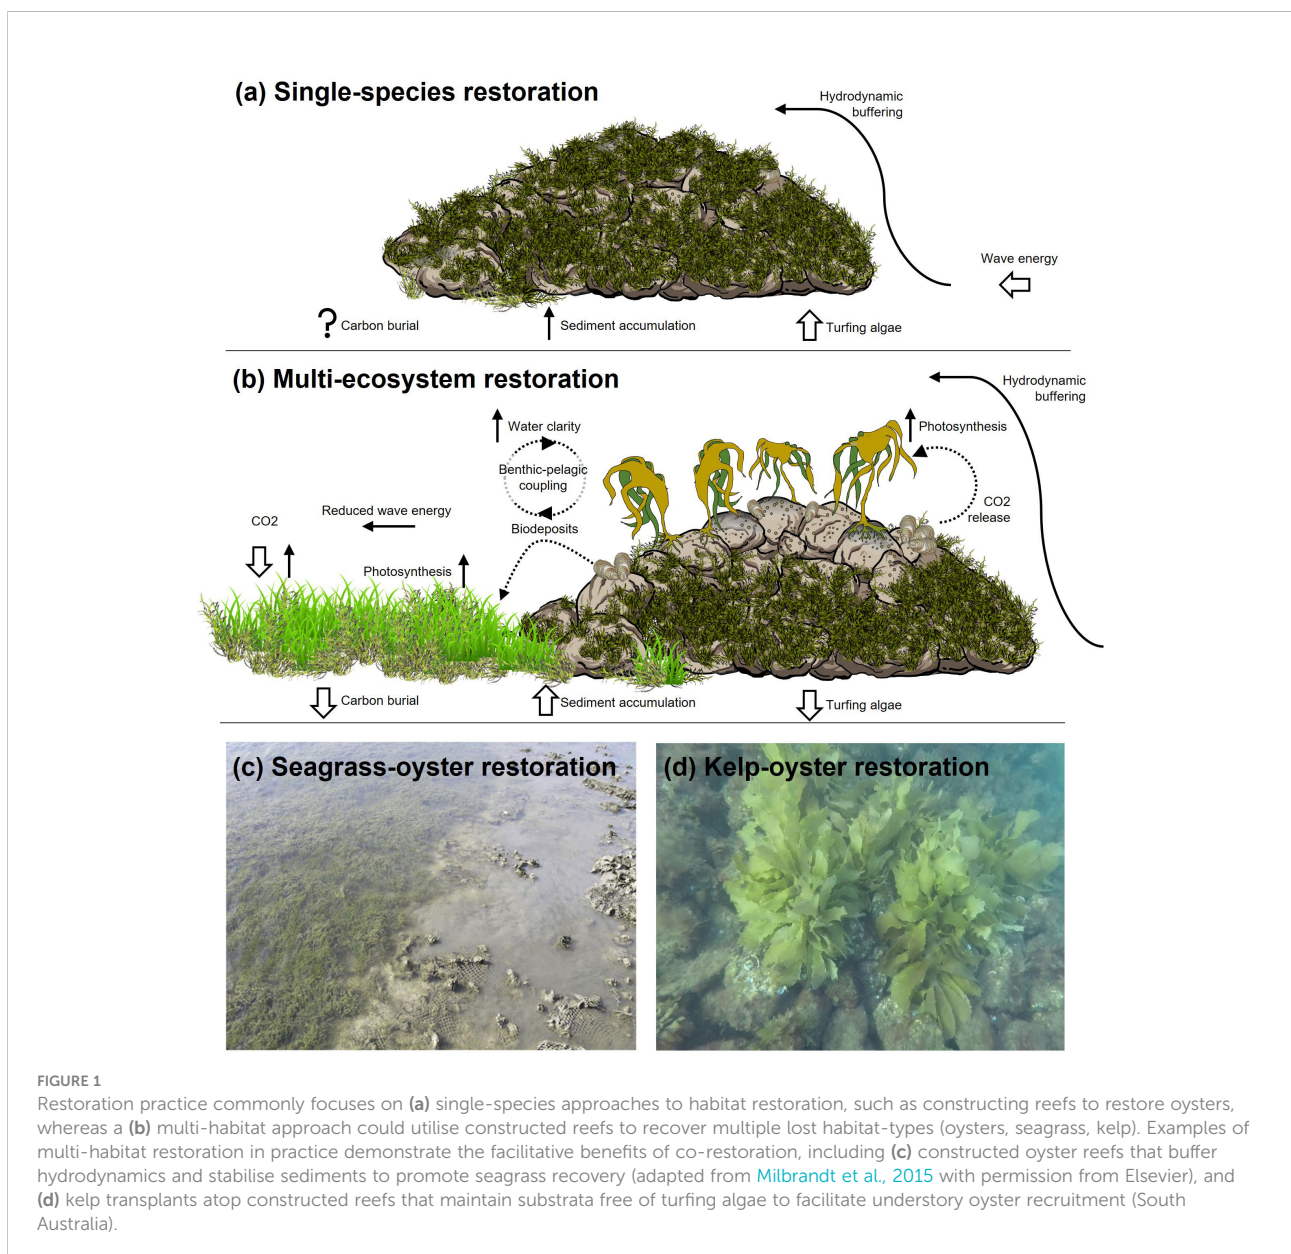 (a) Single-species restoration
Hydrodynamic
buffering
Wave energy
? Carbon burial
Sediment accumulation
Turfing algae
(b) Multi-ecosystem restoration
Hydrodynamic
buffering
Water clarity
Photosynthesis
Benthic-pelagic
coupling
CO2
release
Reduced wave energy
CO2
Biodeposits
Photosynthesis
Carbon burial
Sediment accumulation
Turfing algae
(c) Seagrass-oyster restoration
(d) Kelp-oyster restoration
FIGURE 1
Restoration practice commonly focuses on (a) single-species approaches to habitat restoration, such as constructing reefs to restore oysters,
whereas a (b) multi-habitat approach could utilise constructed reefs to recover multiple lost habitat-types (oysters, seagrass, kelp). Examples of
multi-habitat restoration in practice demonstrate the facilitative benefits of co-restoration, including (c) constructed oyster reefs that buffer
hydrodynamics and stabilise sediments to promote seagrass recovery (adapted from Milbrandt et al., 2015 with permission from Elsevier), and
(d) kelp transplants atop constructed reefs that maintain substrata free of turfing algae to facilitate understory oyster recruitment (South
Australia).